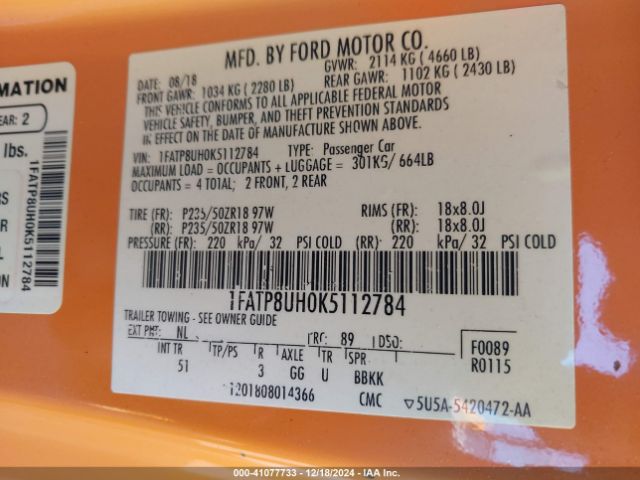 RMATION
EAR: 2
lbs.
1FATP8UH0K5112784
MFD. BY FORD MOTOR CO.
DATE: 08/18
GVWR: 2114 KG ( 4660 LB)
FRONT GAWR: 1034 KG ( 2280 LB)
REAR GAWR: 1102 KG ( 2430 LB)
THIS VEHICLE CONFORMS TO ALL APPLICABLE FEDERAL MOTOR
VEHICLE SAFETY, BUMPER, AND THEFT PREVENTION STANDARDS
IN EFFECT ON THE DATE OF MANUFACTURE SHOWN ABOVE.
VIN: 1FATP8UH0K5112784 TYPE: Passenger Car
MAXIMUM LOAD = OCCUPANTS + LUGGAGE = 301KG/ 664LB
OCCUPANTS = 4 TOTAL; 2 FRONT, 2 REAR
TIRE (FR): P235/50ZR18 97W RIMS (FR): 18x8.0J
(RR): P235/50ZR18 97W (RR): 18x8.0J
PRESSURE (FR): 220 kPa/ 32 PSI COLD (RR): 220 kPa/ 32 PSI COLD
1FATP8UH0K5112784
TRAILER TOWING - SEE OWNER GUIDE
EXT PNT: NL RC: 89 DSO:
INT TR TP/PS R AXLE TR SPR
51 3 GG U BBKK
F0089
R0115
1201808014366 CMC ▽5U5A-5420472-AA
RS
R
L
NG
000-41077733 – 12/18/2024 – IAA Inc.